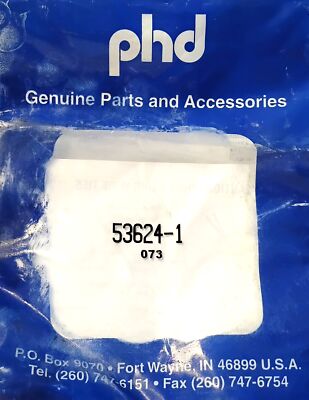 phd
Genuine Parts and Accessories
53624-1
073
P.O. Box 9070 • Fort Wayne, IN 46899 U.S.A.
Tel. (260) 747-6151 • Fax (260) 747-6754